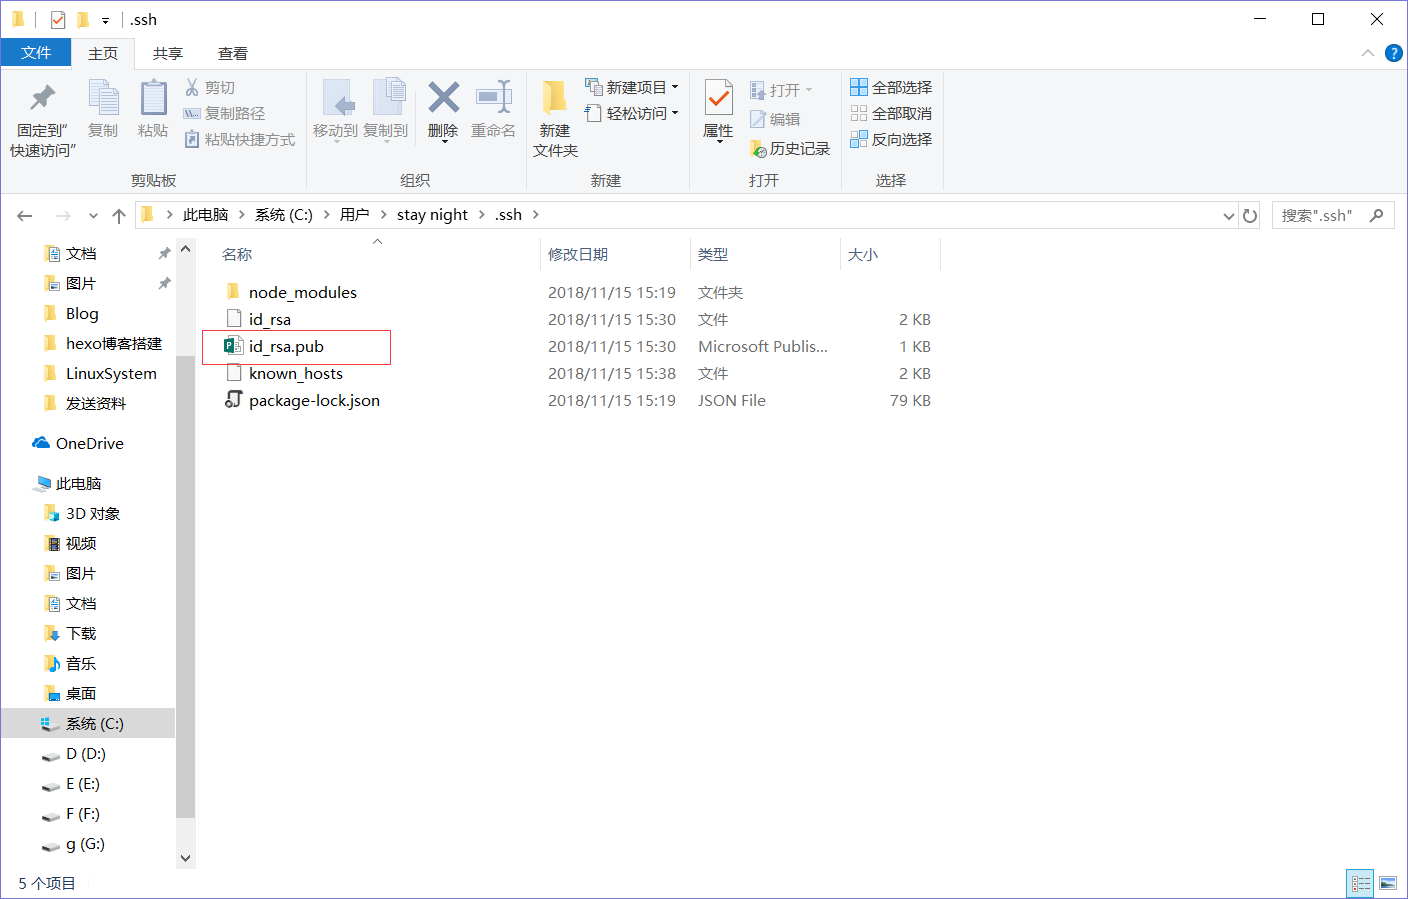 .ssh
文件 主页 共享 查看
固定到"快速访问"
复制
粘贴
剪切
复制路径
粘贴快捷方式
剪贴板
移动到
复制到
删除
重命名
组织
新建文件夹
新建项目
轻松访问
新建
属性
打开
编辑
历史记录
打开
全部选择
全部取消
反向选择
选择
此电脑 系统 (C:) 用户 stay night .ssh
搜索".ssh"
文档
图片
Blog
hexo博客搭建
LinuxSystem
发送资料
OneDrive
此电脑
3D 对象
视频
图片
文档
下载
音乐
桌面
系统 (C:)
D (D:)
E (E:)
F (F:)
g (G:)
名称 修改日期 类型 大小
node_modules 2018/11/15 15:19 文件夹
id_rsa 2018/11/15 15:30 文件 2 KB
id_rsa.pub 2018/11/15 15:30 Microsoft Publis... 1 KB
known_hosts 2018/11/15 15:38 文件 2 KB
package-lock.json 2018/11/15 15:19 JSON File 79 KB
5 个项目